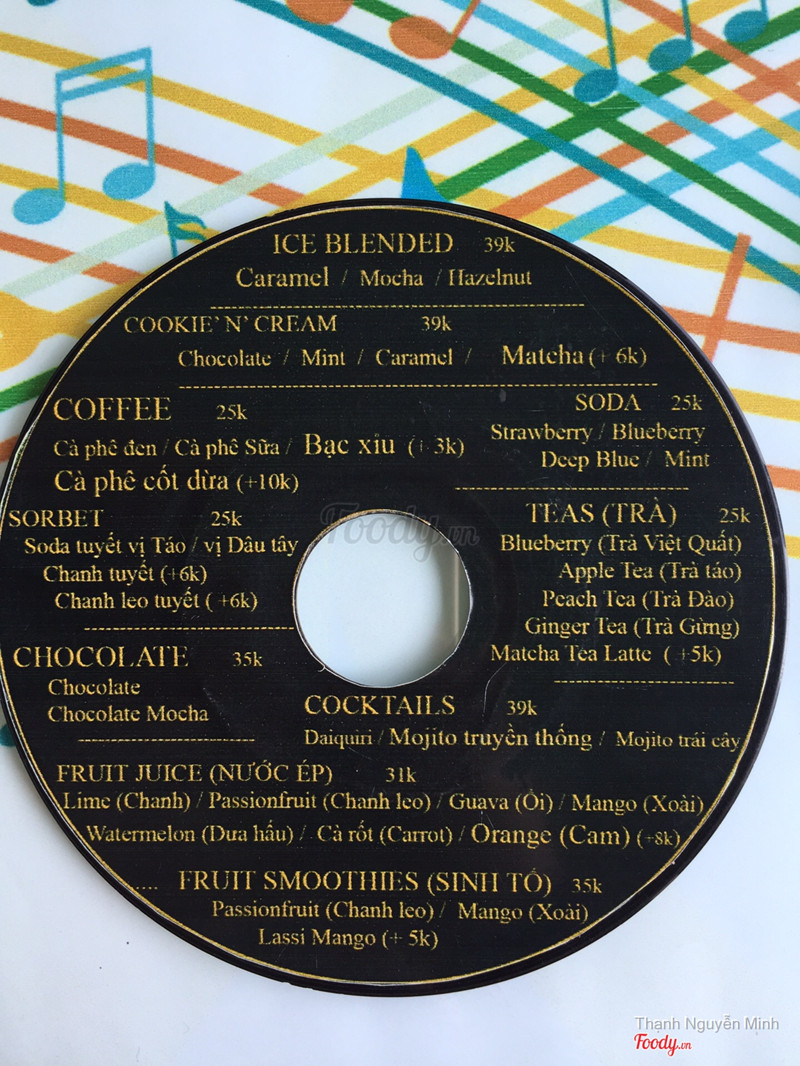 ICE BLENDED 39k
Caramel / Mocha / Hazelnut
COOKIE' N' CREAM 39k
Chocolate / Mint / Caramel / Matcha (+ 6k)
COFFEE 25k
Cà phê đen / Cà phê Sữa / Bạc xỉu (+ 3k)
Cà phê cốt dừa (+10k)
SODA 25k
Strawberry / Blueberry
Deep Blue / Mint
SORBET 25k
Soda tuyết vị Táo / vị Dâu tây
Chanh tuyết (+6k)
Chanh leo tuyết ( +6k)
TEAS (TRÀ) 25k
Blueberry (Trà Việt Quất)
Apple Tea (Trà táo)
Peach Tea (Trà Đào)
Ginger Tea (Trà Gừng)
Matcha Tea Latte ( +5k)
CHOCOLATE 35k
Chocolate
Chocolate Mocha
COCKTAILS 39k
Daiquiri / Mojito truyền thống / Mojito trái cây
FRUIT JUICE (NƯỚC ÉP) 31k
Lime (Chanh) / Passionfruit (Chanh leo) / Guava (Ổi) / Mango (Xoài)
Watermelon (Dưa hấu) / Cà rốt (Carrot) / Orange (Cam) (+8k)
.... FRUIT SMOOTHIES (SINH TỐ) 35k
Passionfruit (Chanh leo) / Mango (Xoài)
Lassi Mango (+ 5k)
Foody.vn
Thạnh Nguyễn Minh
Foody.vn